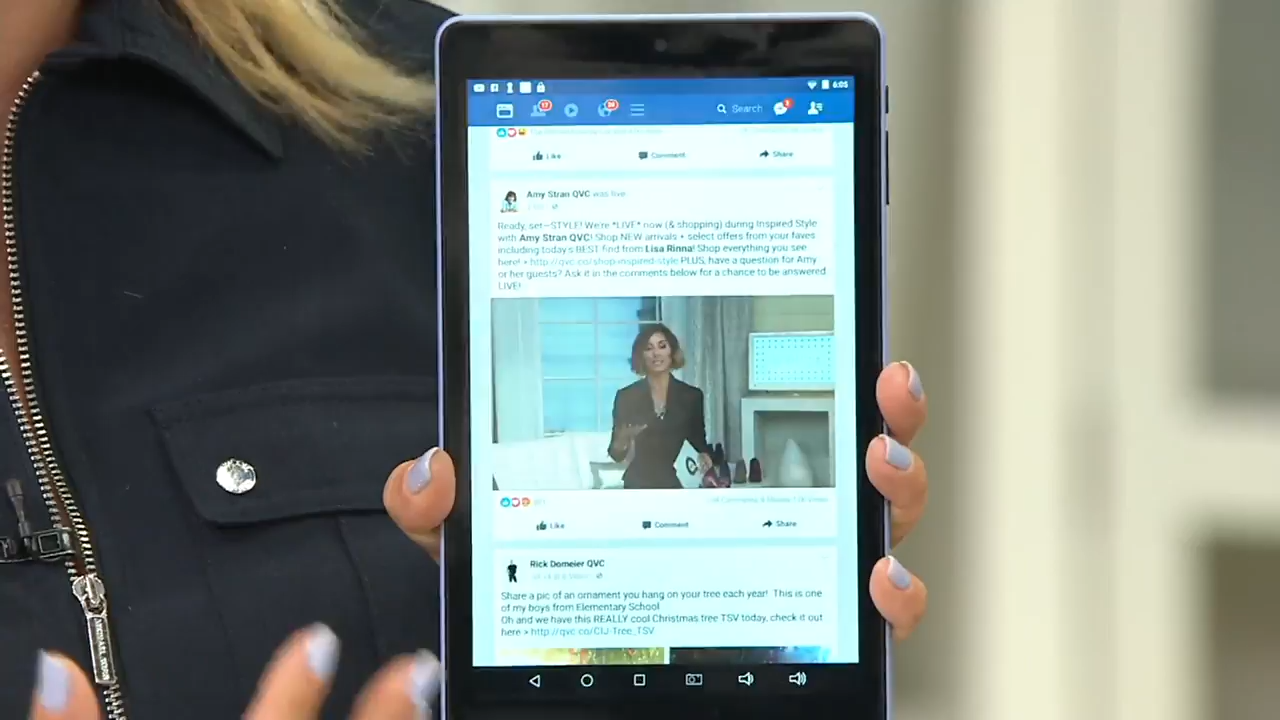 6:05
17
Search
3
Like
Comment
Share
Amy Stran QVC was live
Ready, set—STYLE! We're *LIVE* now (& shopping) during Inspired Style
with Amy Stran QVC! Shop NEW arrivals + select offers from your faves
including today's BEST find from Lisa Rinna! Shop everything you see
here! > http://qvc.co/shop-inspired-style PLUS, have a question for Amy
or her guests? Ask it in the comments below for a chance to be answered
LIVE!
Like
Comment
Share
Rick Domeier QVC
Share a pic of an ornament you hang on your tree each year! This is one
of my boys from Elementary School
Oh and we have this REALLY cool Christmas tree TSV today, check it out
here > http://qvc.co/CIJ-Tree_TSV